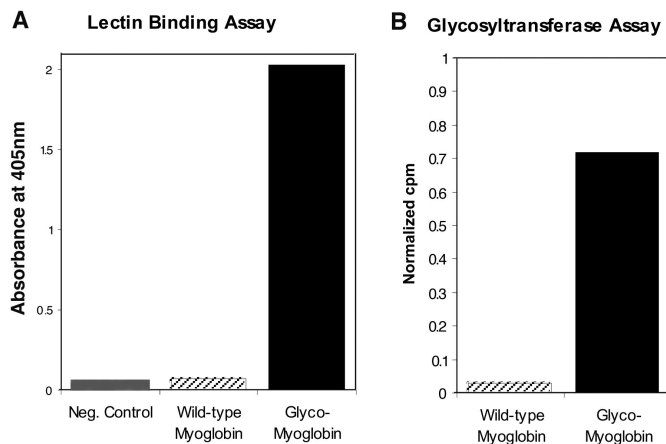 A
Lectin Binding Assay
Absorbance at 405nm
2
1.5
1
0.5
0
Neg. Control
Wild-type
Myoglobin
Glyco-
Myoglobin
B
Glycosyltransferase Assay
Normalized cpm
1
0.9
0.8
0.7
0.6
0.5
0.4
0.3
0.2
0.1
0
Wild-type
Myoglobin
Glyco-
Myoglobin